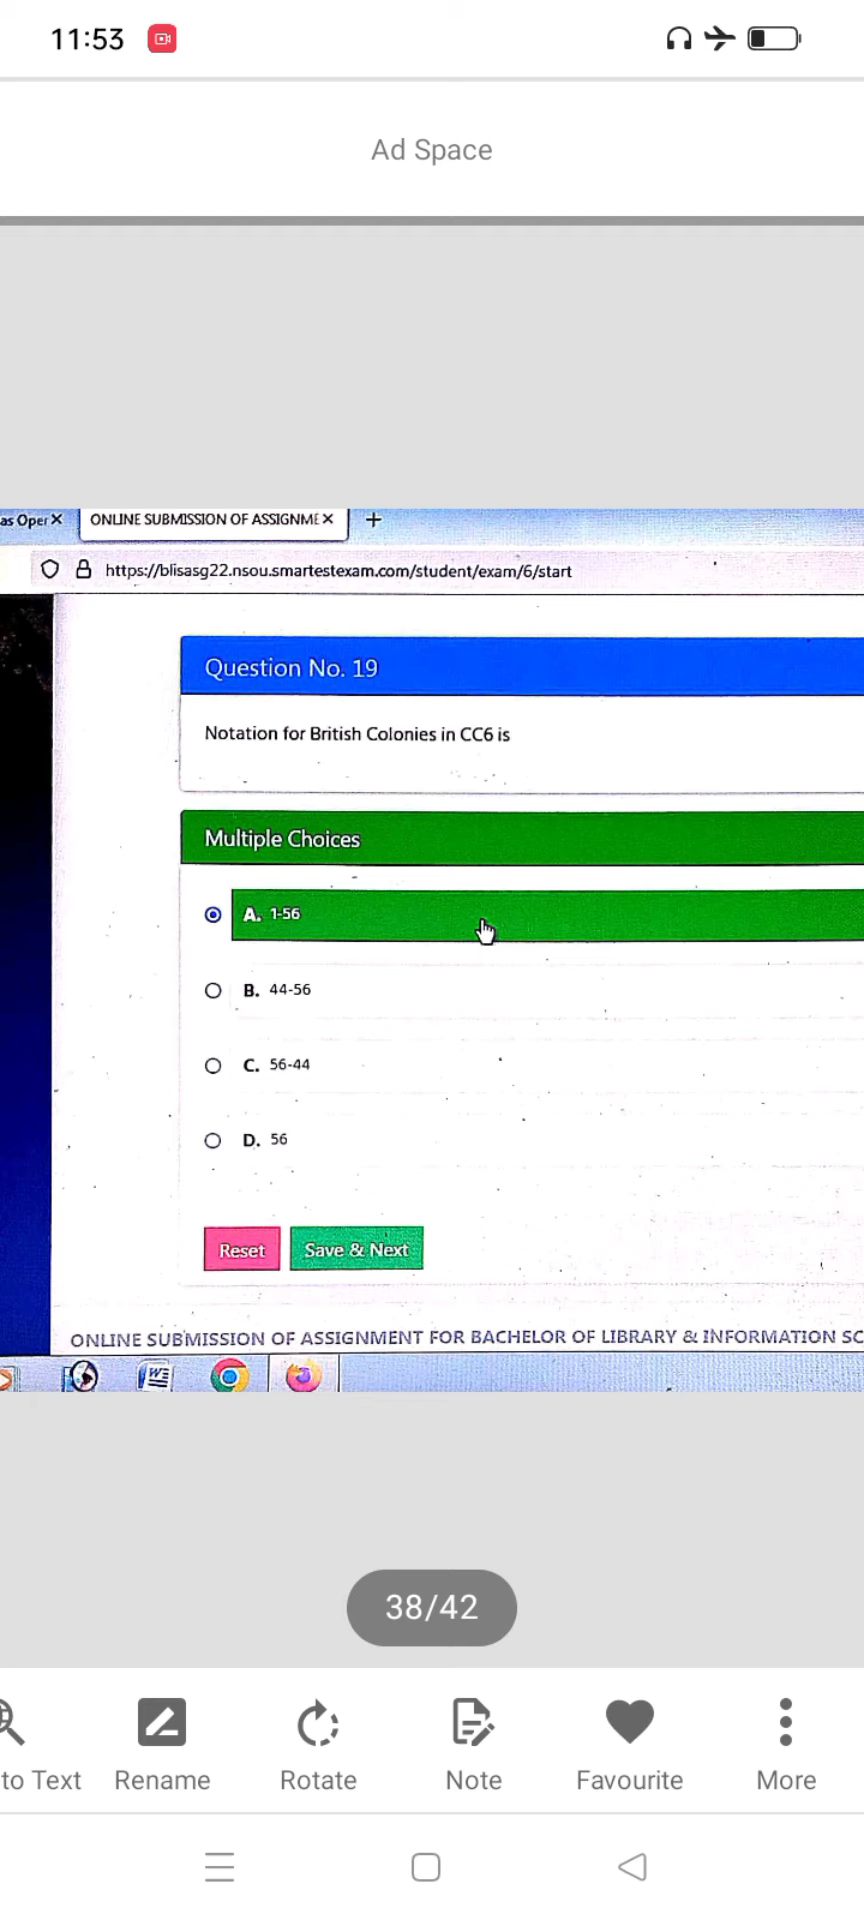 11:53
Ad Space
as Oper
ONLINE SUBMISSION OF ASSIGNME
https://blisasg22.nsou.smartestexam.com/student/exam/6/start
Question No. 19
Notation for British Colonies in CC6 is
Multiple Choices
A. 1-56
B. 44-56
C. 56-44
D. 56
Reset Save & Next
ONLINE SUBMISSION OF ASSIGNMENT FOR BACHELOR OF LIBRARY & INFORMATION SC
38/42
to Text Rename Rotate Note Favourite More